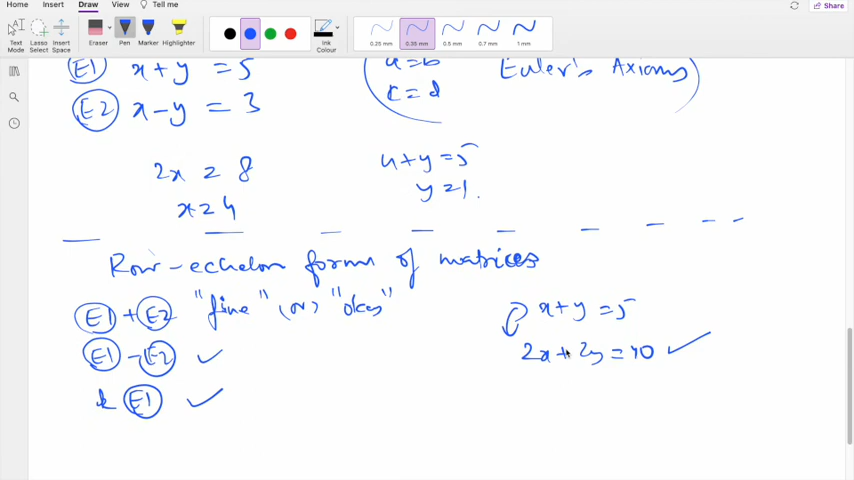 Home Insert Draw View Tell me Share
Text Mode Lasso Select Insert Space Eraser Pen Marker Highlighter Ink Colour 0.25 mm 0.35 mm 0.5 mm 0.7 mm 1 mm
E1 x + y = 5
a = b
Euler's Axioms
E2 x - y = 3
c = d
2x = 8
4 + y = 5
x = 4
y = 1.
Row-echelon forms of matrices
E1 + E2 "fine" (or) "okay"
x + y = 5
E1 - E2 ✓
2x + 2y = 10 ✓
k E1 ✓